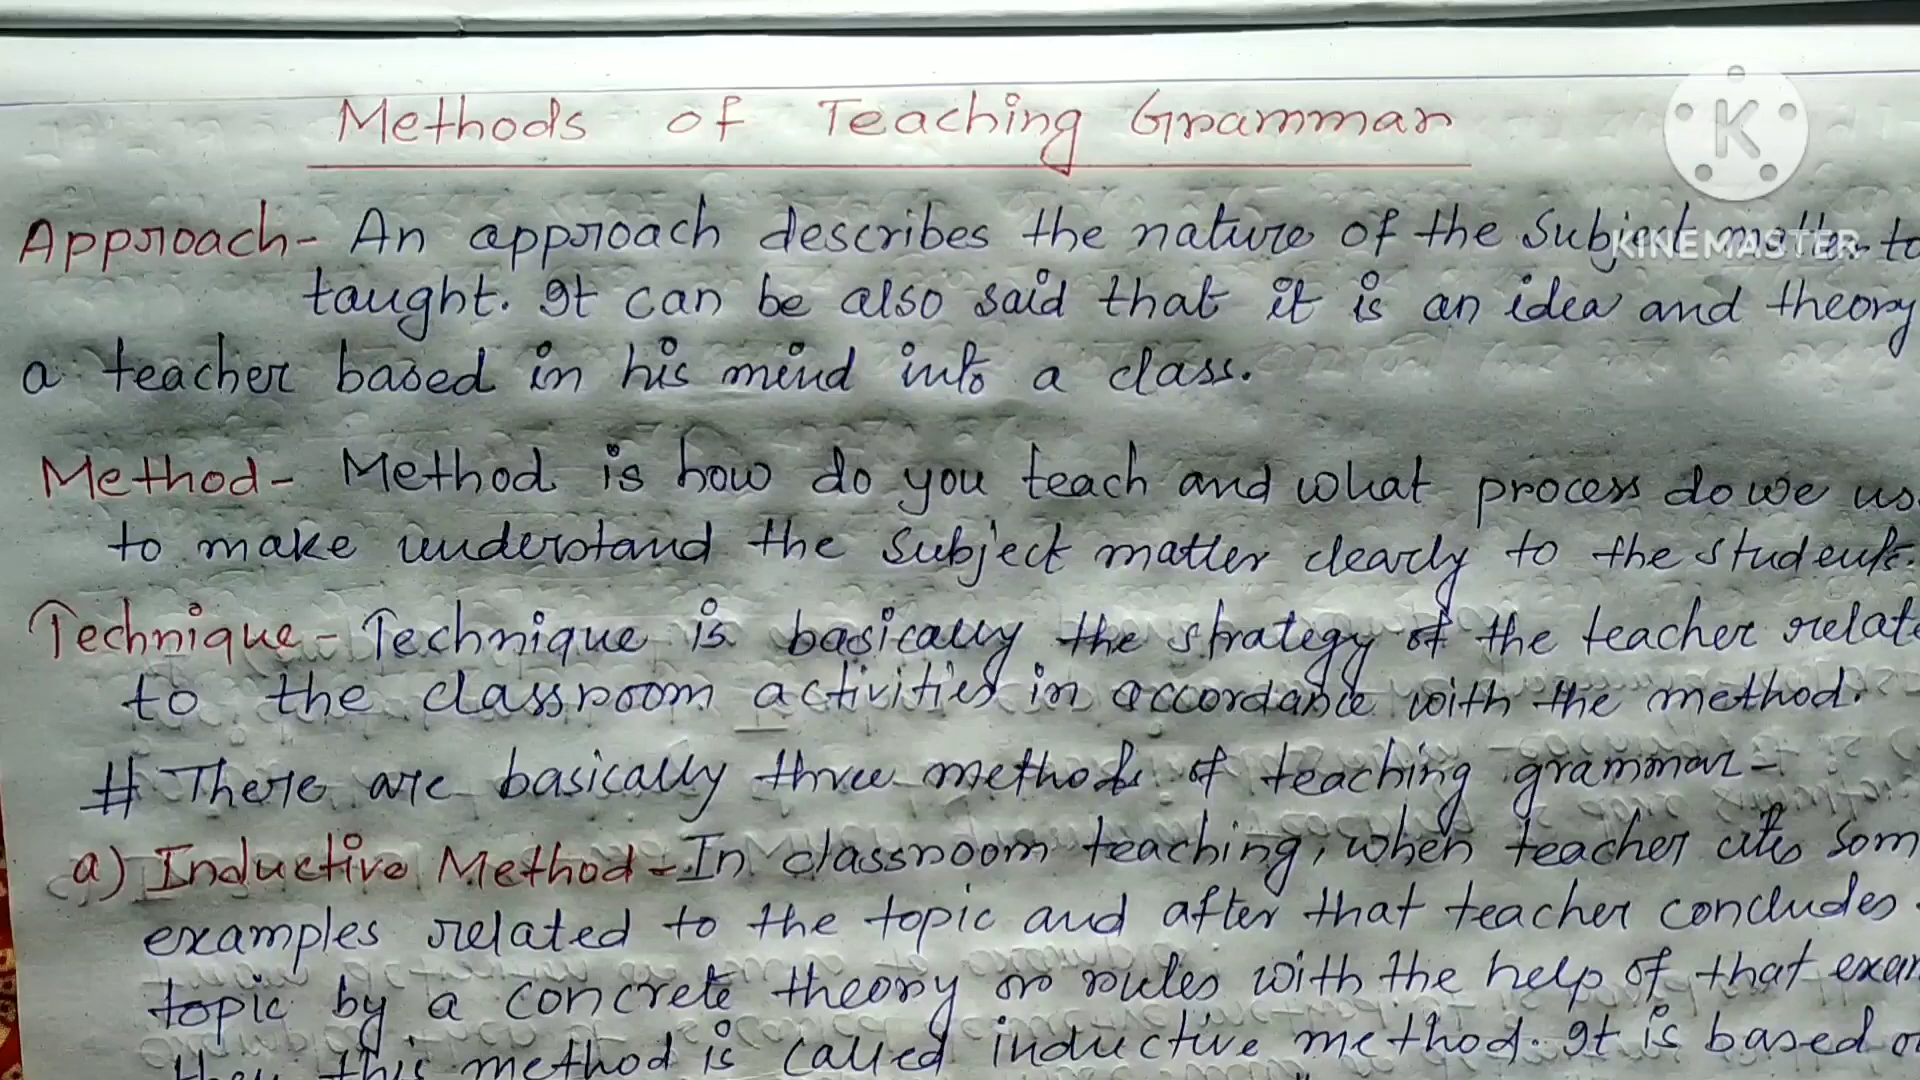 Methods of Teaching Grammar
K
KINEMASTER
Approach- An approach describes the nature of the Subject matter to
taught. It can be also said that it is an idea and theory
a teacher based in his mind into a class.
Method- Method is how do you teach and what process do we us
to make understand the subject matter clearly to the students.
Technique- Technique is basically the strategy of the teacher relate
to the classroom activities in accordance with the method.
# There are basically three methods of teaching grammar-
a) Inductive Method- In classroom teaching, when teacher cites som
examples related to the topic and after that teacher concludes
topic by a concrete theory or rules with the help of that exam
then this method is called inductive method. It is based on